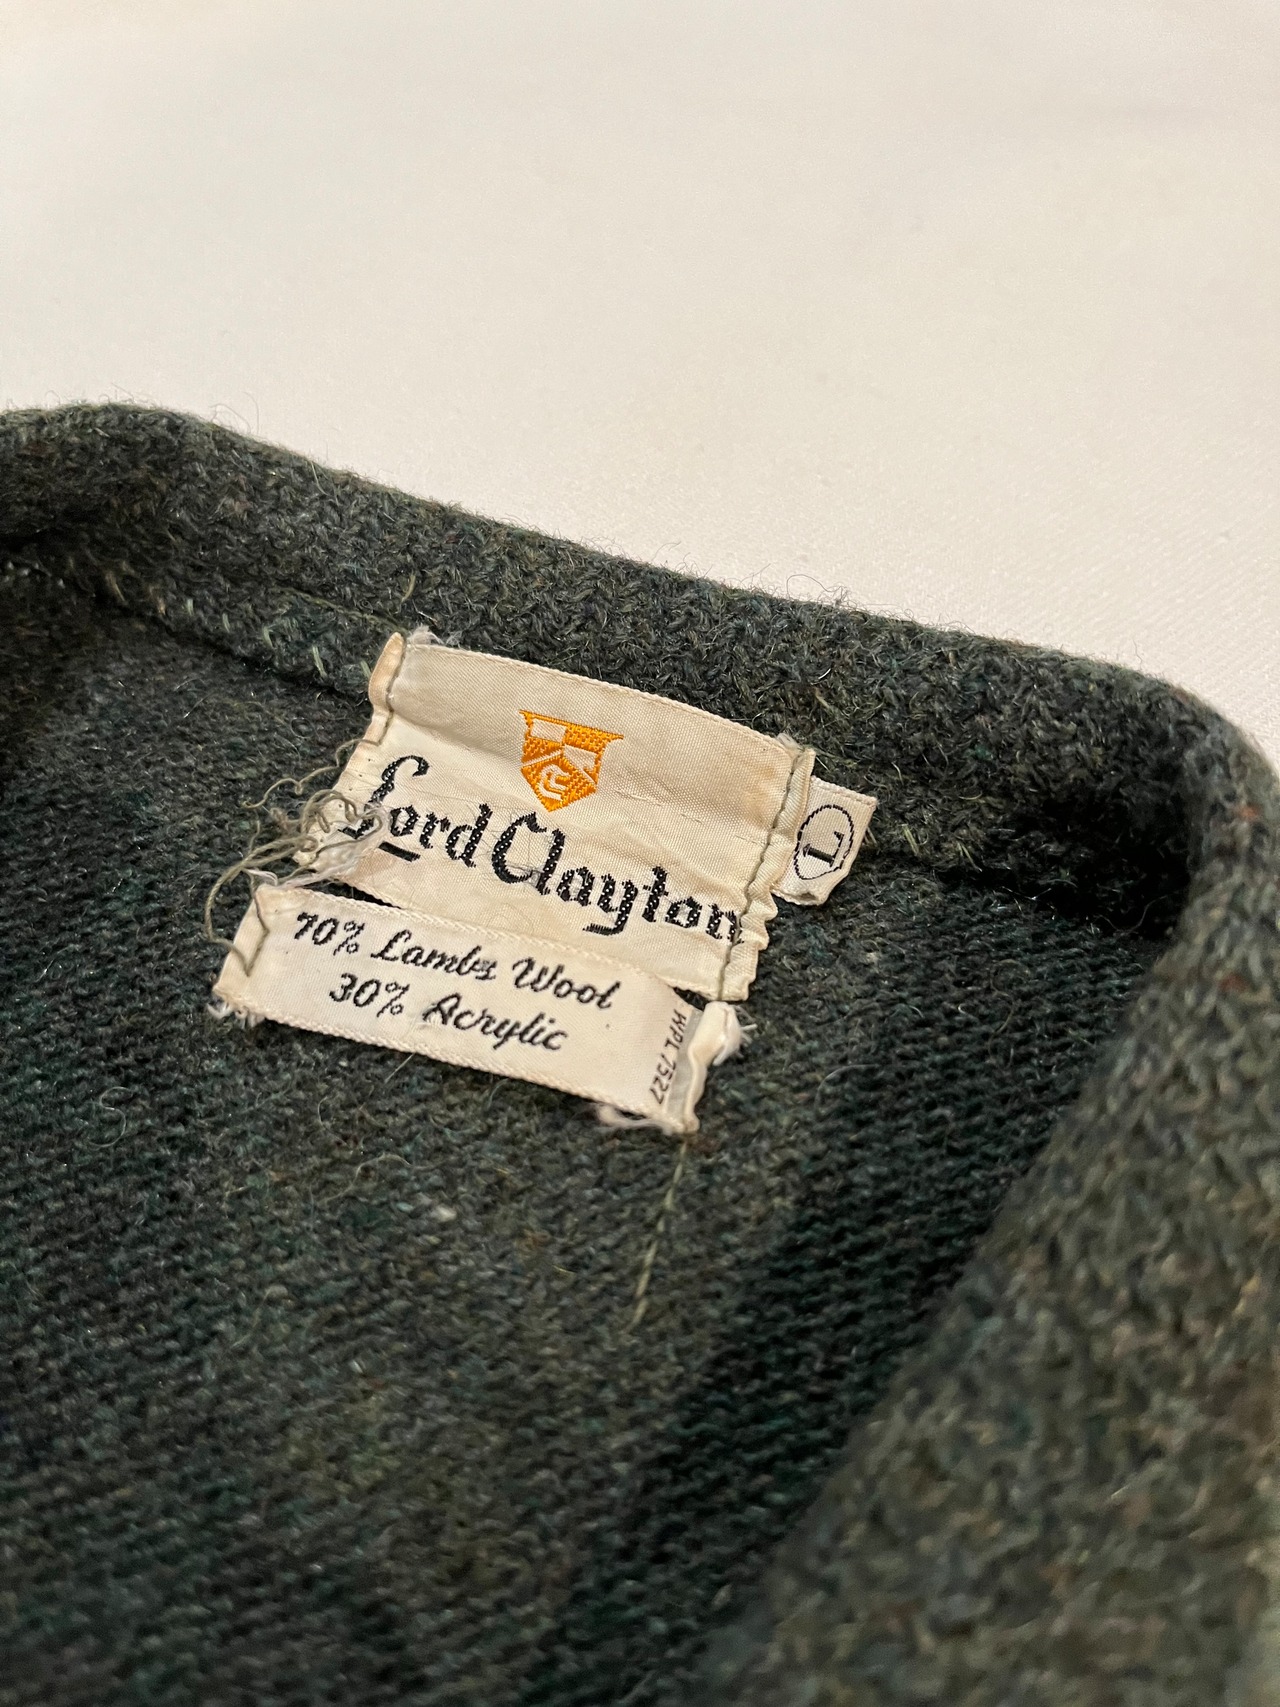 Lord Clayton
L
70% Lambs Wool
30% Acrylic
WPL 7527